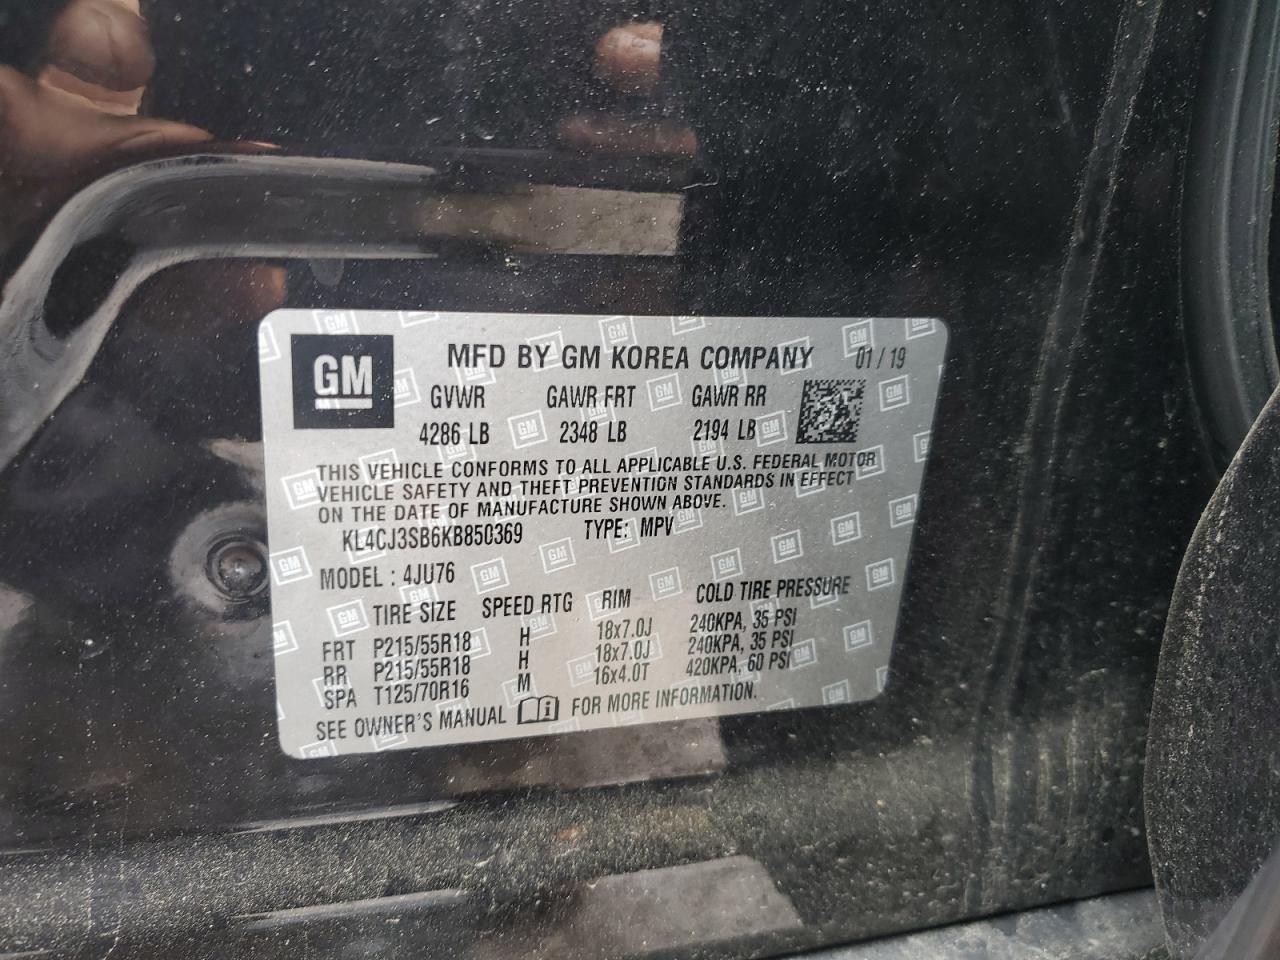 GM
MFD BY GM KOREA COMPANY 01 / 19
GVWR GAWR FRT GAWR RR
4286 LB 2348 LB 2194 LB
THIS VEHICLE CONFORMS TO ALL APPLICABLE U.S. FEDERAL MOTOR
VEHICLE SAFETY AND THEFT PREVENTION STANDARDS IN EFFECT
ON THE DATE OF MANUFACTURE SHOWN ABOVE.
KL4CJ3SB6KB850369 TYPE: MPV
MODEL : 4JU76
TIRE SIZE SPEED RTG RIM COLD TIRE PRESSURE
FRT P215/55R18 H 18x7.0J 240KPA, 35 PSI
RR P215/55R18 H 18x7.0J 240KPA, 35 PSI
SPA T125/70R16 M 16x4.0T 420KPA, 60 PSI
SEE OWNER'S MANUAL FOR MORE INFORMATION.